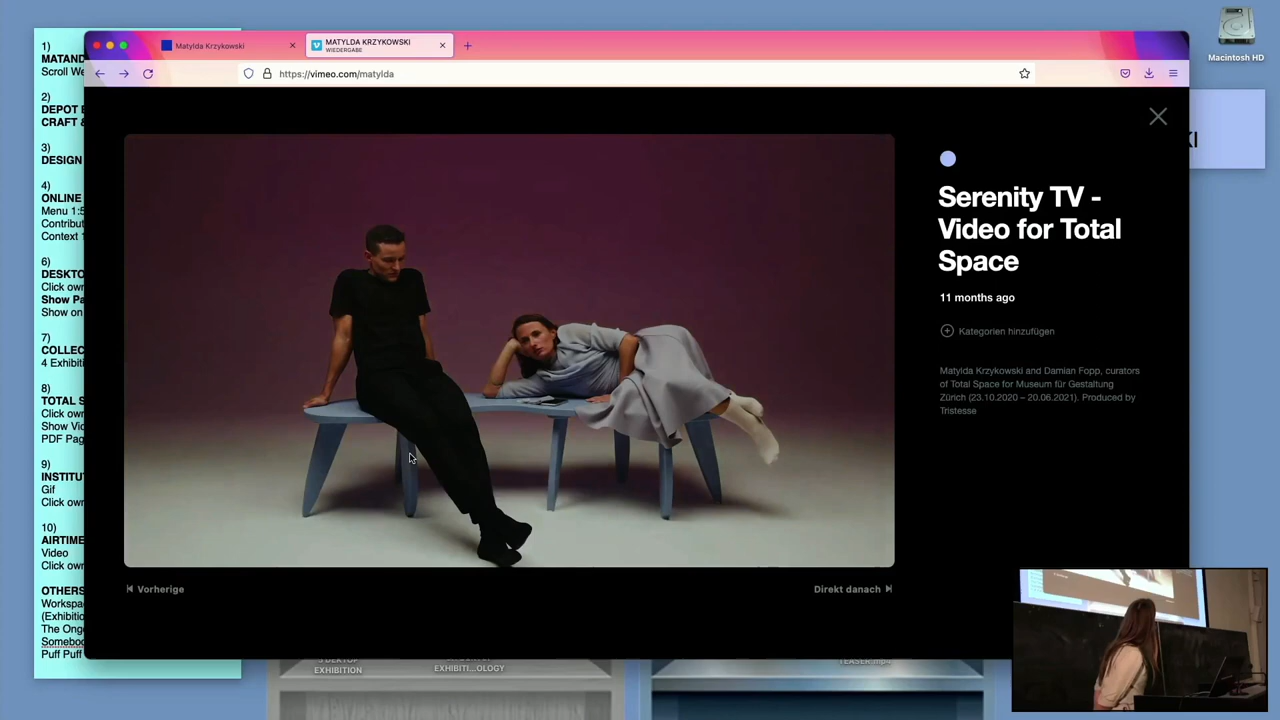 1)
MATAND
Scroll We
2)
DEPOT
CRAFT &
3)
DESIGN
4)
ONLINE
Menu 1:5
Contribut
Context 1
6)
DESKTO
Click own
Show Pa
Show on
7)
COLLEC
4 Exhibiti
8)
TOTAL S
Click own
Show Vid
PDF Pag
9)
INSTITUT
Gif
Click own
10)
AIRTIME
Video
Click own
OTHERS
Workspa
(Exhibitio
The Ongo
Somebod
Puff Puff
Matylda Krzykowski
MATYLDA KRZYKOWSKI
WIEDERGABE
https://vimeo.com/matylda
Serenity TV -
Video for Total
Space
11 months ago
Kategorien hinzufügen
Matylda Krzykowski and Damian Fopp, curators
of Total Space for Museum für Gestaltung
Zürich (23.10.2020 – 20.06.2021). Produced by
Tristesse
Vorherige
Direkt danach
Macintosh HD
KI
EXHIBITION
EXHIBITI...OLOGY
TEASER.mp4